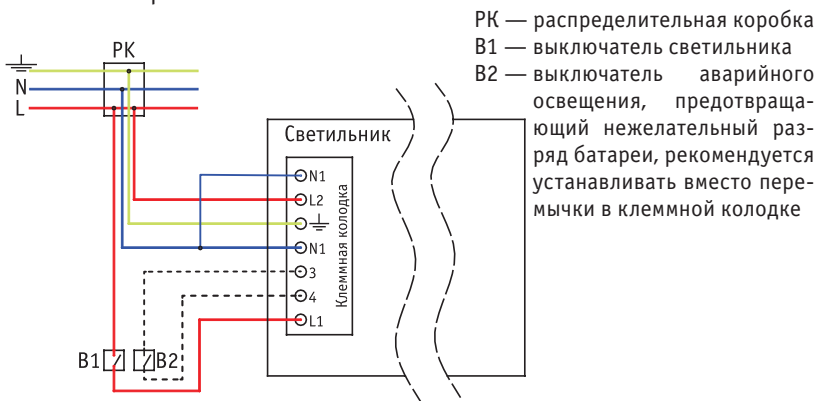 РК — распределительная коробка
В1 — выключатель светильника
В2 — выключатель аварийного
освещения, предотвраща-
ющий нежелательный раз-
ряд батареи, рекомендуется
устанавливать вместо пере-
мычки в клеммной колодке
РК
N
L
Светильник
N1
L2
N1
3
4
L1
Клеммная колодка
В1
В2